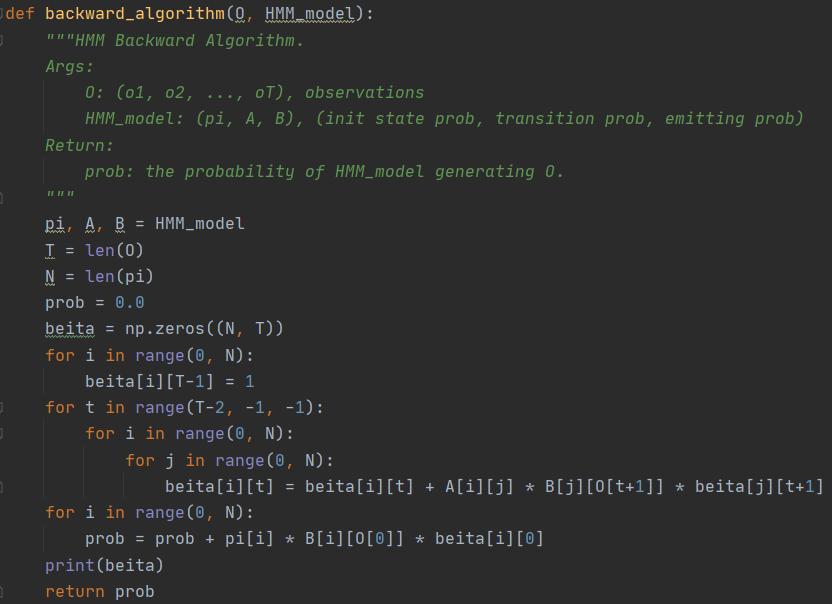 def backward_algorithm(O, HMM_model):
    """HMM Backward Algorithm.
    Args:
        O: (o1, o2, ..., oT), observations
        HMM_model: (pi, A, B), (init state prob, transition prob, emitting prob)
    Return:
        prob: the probability of HMM_model generating O.
    """
    pi, A, B = HMM_model
    T = len(O)
    N = len(pi)
    prob = 0.0
    beita = np.zeros((N, T))
    for i in range(0, N):
        beita[i][T-1] = 1
    for t in range(T-2, -1, -1):
        for i in range(0, N):
            for j in range(0, N):
                beita[i][t] = beita[i][t] + A[i][j] * B[j][O[t+1]] * beita[j][t+1]
    for i in range(0, N):
        prob = prob + pi[i] * B[i][O[0]] * beita[i][0]
    print(beita)
    return prob